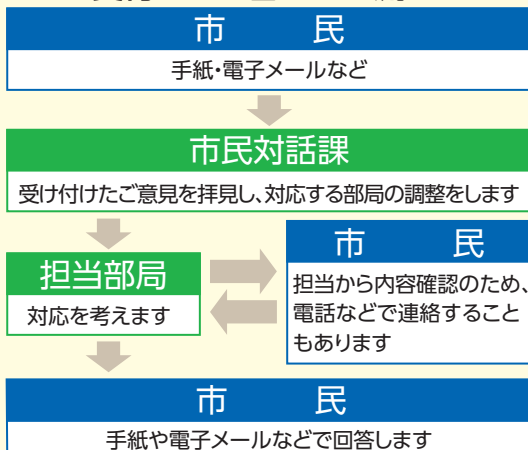 市 民
手紙・電子メールなど
市民対話課
受け付けたご意見を拝見し、対応する部局の調整をします
担当部局
対応を考えます
市 民
担当から内容確認のため、
電話などで連絡すること
もあります
市 民
手紙や電子メールなどで回答します